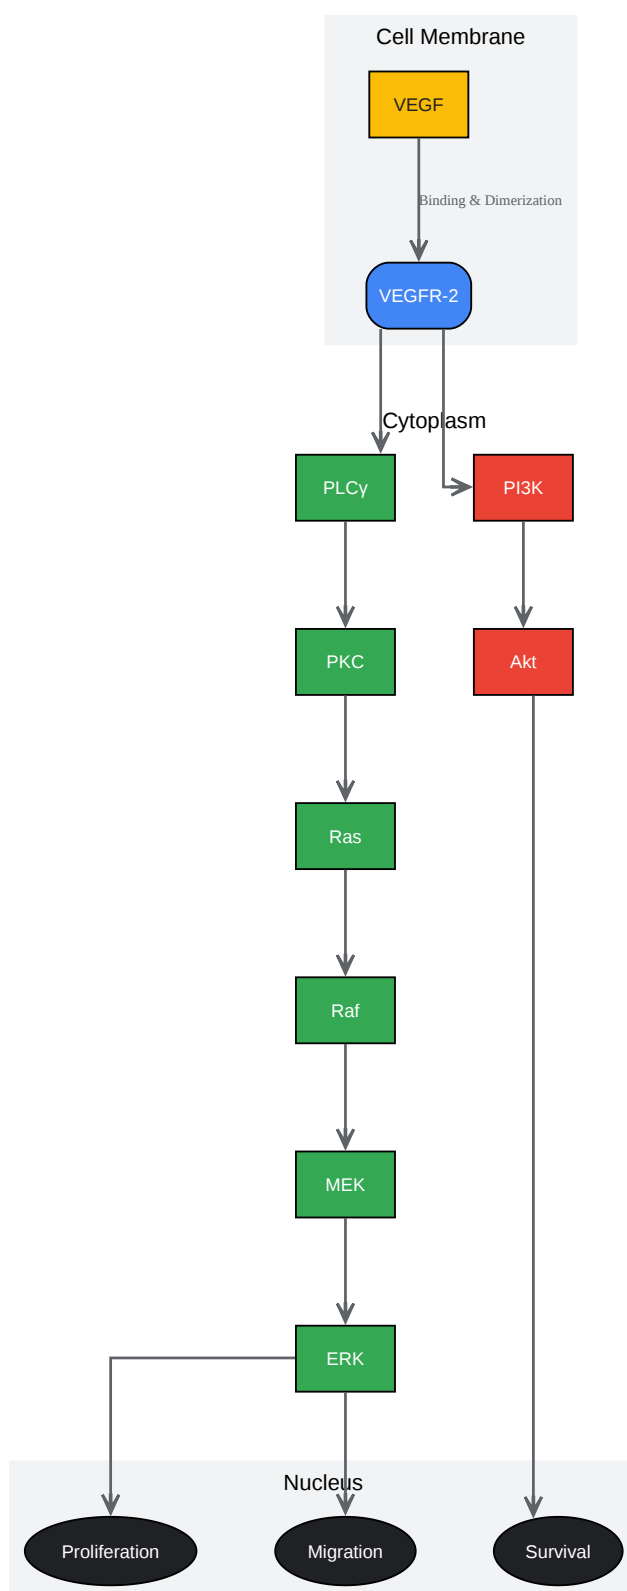 Cell Membrane
VEGF
Binding & Dimerization
VEGFR-2
Cytoplasm
PLCγ
PI3K
PKC
Akt
Ras
Raf
MEK
ERK
Nucleus
Proliferation
Migration
Survival